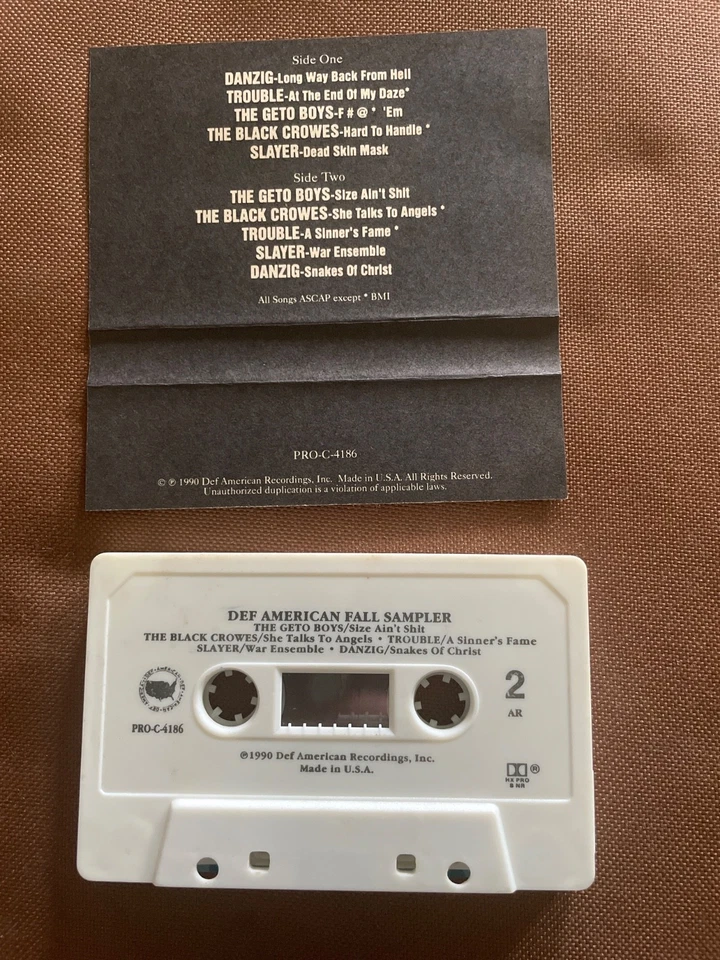 Side One
DANZIG-Long Way Back From Hell
TROUBLE-At The End Of My Daze*
THE GETO BOYS-F # @ * 'Em
THE BLACK CROWES-Hard To Handle *
SLAYER-Dead Skin Mask
Side Two
THE GETO BOYS-Size Ain't Shit
THE BLACK CROWES-She Talks To Angels *
TROUBLE-A Sinner's Fame *
SLAYER-War Ensemble
DANZIG-Snakes Of Christ
All Songs ASCAP except * BMI
PRO-C-4186
© ℗ 1990 Def American Recordings, Inc. Made in U.S.A. All Rights Reserved.
Unauthorized duplication is a violation of applicable laws.
DEF AMERICAN FALL SAMPLER
THE GETO BOYS/Size Ain't Shit
THE BLACK CROWES/She Talks To Angels • TROUBLE/A Sinner's Fame
SLAYER/War Ensemble • DANZIG/Snakes Of Christ
2
AR
PRO-C-4186
℗1990 Def American Recordings, Inc.
Made in U.S.A.
®
HX PRO
B NR